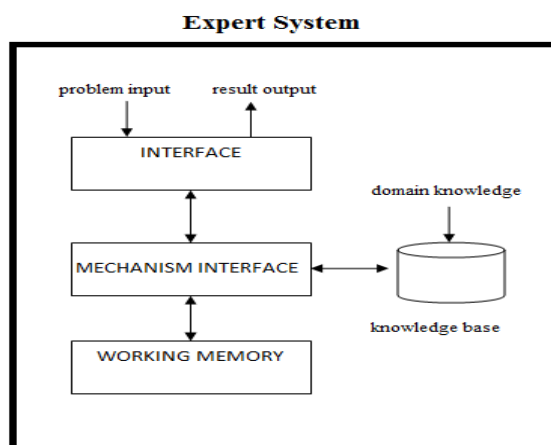 Expert System
problem input
result output
INTERFACE
domain knowledge
MECHANISM INTERFACE
knowledge base
WORKING MEMORY